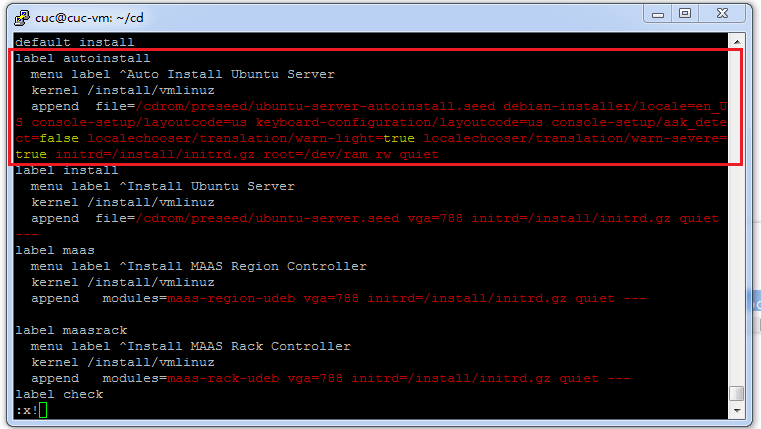 cuc@cuc-vm: ~/cd
default install
label autoinstall
  menu label ^Auto Install Ubuntu Server
  kernel /install/vmlinuz
  append  file=/cdrom/preseed/ubuntu-server-autoinstall.seed debian-installer/locale=en_U
S console-setup/layoutcode=us keyboard-configuration/layoutcode=us console-setup/ask_dete
ct=false localechooser/translation/warn-light=true localechooser/translation/warn-severe=
true initrd=/install/initrd.gz root=/dev/ram rw quiet
label install
  menu label ^Install Ubuntu Server
  kernel /install/vmlinuz
  append  file=/cdrom/preseed/ubuntu-server.seed vga=788 initrd=/install/initrd.gz quiet
---
label maas
  menu label ^Install MAAS Region Controller
  kernel /install/vmlinuz
  append   modules=maas-region-udeb vga=788 initrd=/install/initrd.gz quiet ---
label maasrack
  menu label ^Install MAAS Rack Controller
  kernel /install/vmlinuz
  append   modules=maas-rack-udeb vga=788 initrd=/install/initrd.gz quiet ---
label check
:x!